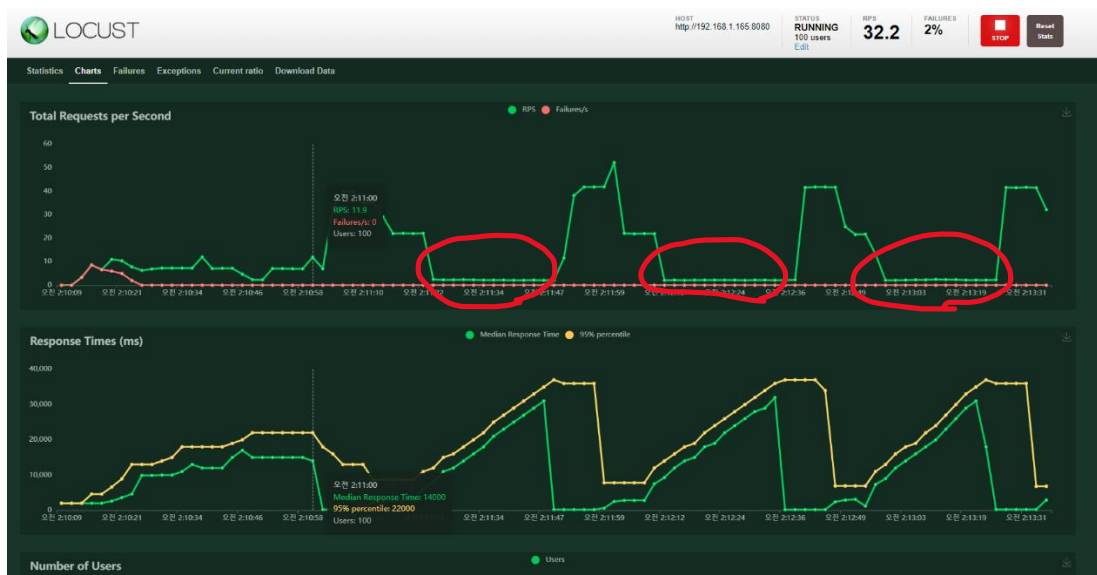 LOCUST
HOST
http://192.168.1.165:8080
STATUS
RUNNING
100 users
Edit
RPS
32.2
FAILURES
2%
STOP
Reset
Stats
Statistics Charts Failures Exceptions Current ratio Download Data
Total Requests per Second
RPS Failures/s
60
50
40
30
20
10
0
오전 2:11:00
RPS: 11.9
Failures/s: 0
Users: 100
오전 2:10:09 오전 2:10:21 오전 2:10:34 오전 2:10:46 오전 2:10:58 오전 2:11:10 오전 2:11:34 2:11:47 오전 2:11:59 2:12:24 오전 2:12:36 오전 2:12:49 오전 2:13:03 오전 2:13:19 오전 2:13:31
Response Times (ms)
Median Response Time 95% percentile
40,000
30,000
20,000
10,000
0
오전 2:11:00
Median Response Time: 14000
95% percentile: 22000
Users: 100
오전 2:10:09 오전 2:10:21 오전 2:10:34 오전 2:10:46 오전 2:10:58 오전 2:11:34 오전 2:11:47 오전 2:11:59 오전 2:12:12 오전 2:12:24 오전 2:12:36 오전 2:12:49 오전 2:13:03 오전 2:13:19 오전 2:13:31
Number of Users
Users